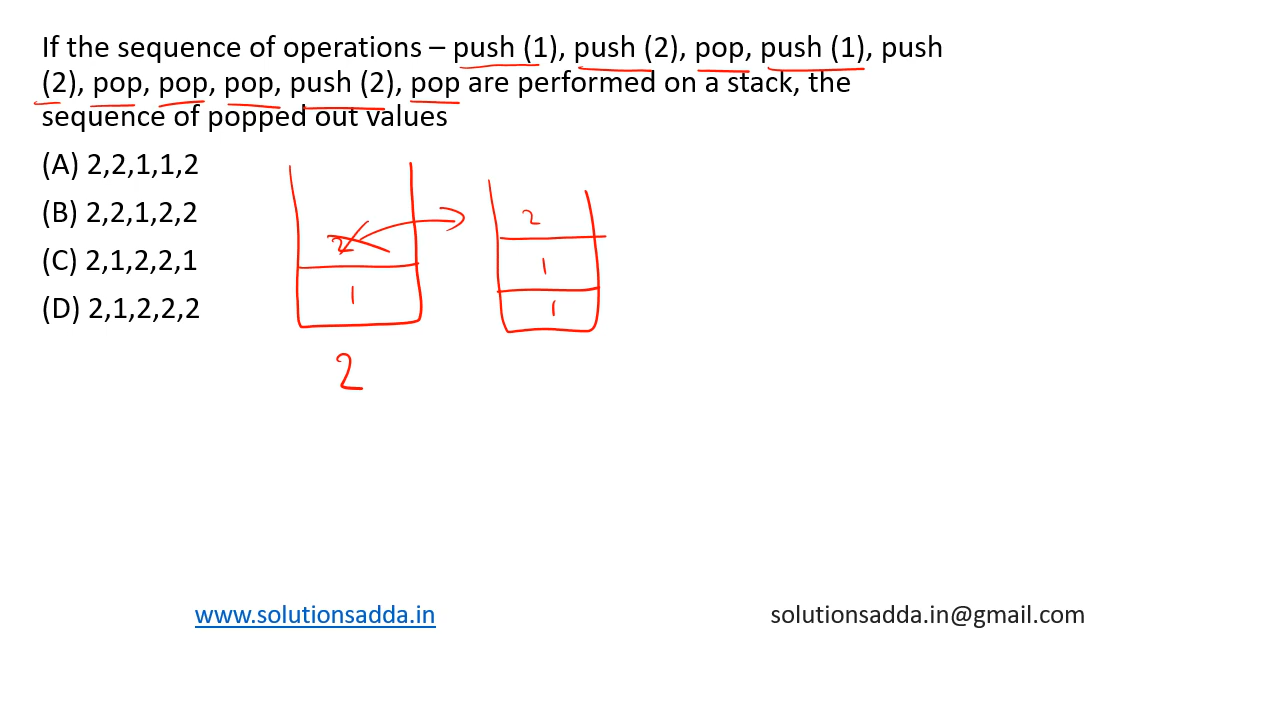 If the sequence of operations – push (1), push (2), pop, push (1), push
(2), pop, pop, pop, push (2), pop are performed on a stack, the
sequence of popped out values
(A) 2,2,1,1,2
(B) 2,2,1,2,2
(C) 2,1,2,2,1
(D) 2,1,2,2,2
2
1
2
2
1
1
www.solutionsadda.in
solutionsadda.in@gmail.com